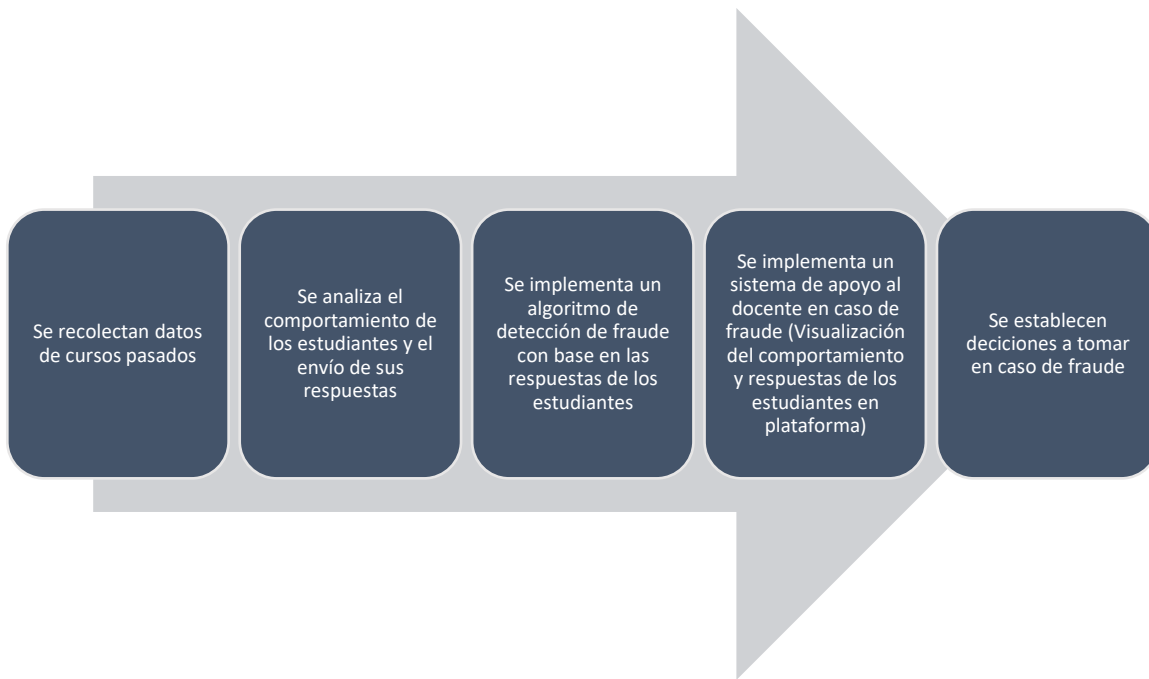 Se recolectan datos
de cursos pasados
Se analiza el
comportamiento de
los estudiantes y el
envío de sus
respuestas
Se implementa un
algoritmo de
detección de fraude
con base en las
respuestas de los
estudiantes
Se implementa un
sistema de apoyo al
docente en caso de
fraude (Visualización
del comportamiento
y respuestas de los
estudiantes en
plataforma)
Se establecen
deciciones a tomar
en caso de fraude